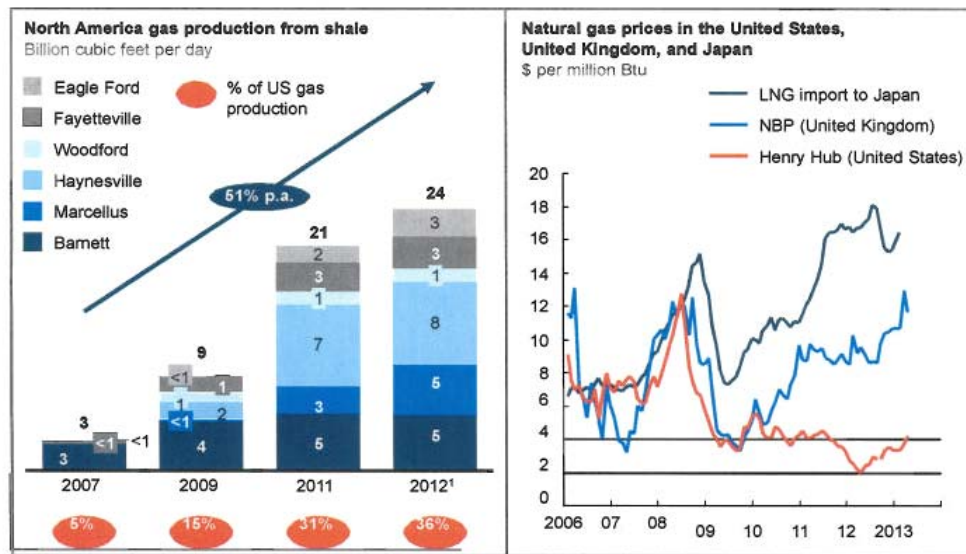 North America gas production from shale
Billion cubic feet per day
Eagle Ford
Fayetteville
Woodford
Haynesville
Marcellus
Barnett
% of US gas
production
51% p.a.
3
<1
<1
3
9
<1
1
1
2
<1
4
21
2
3
1
7
3
5
24
3
3
1
8
5
5
2007
2009
2011
2012¹
5%
15%
31%
36%
Natural gas prices in the United States,
United Kingdom, and Japan
$ per million Btu
LNG import to Japan
NBP (United Kingdom)
Henry Hub (United States)
20
18
16
14
12
10
8
6
4
2
0
2006 07 08 09 10 11 12 2013